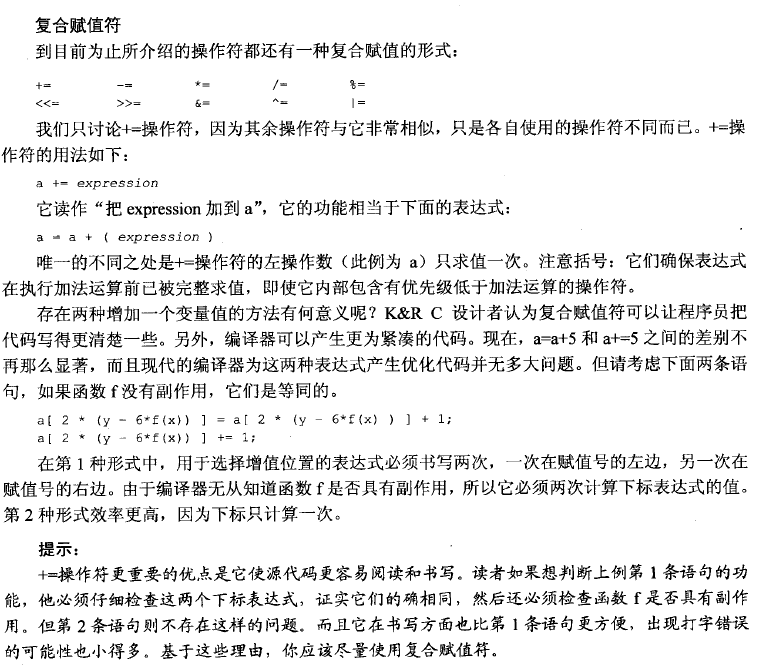 复合赋值符
到目前为止所介绍的操作符都还有一种复合赋值的形式：
+=  -=  *=  /=  %=
<<=  >>=  &=  ^=  |=
我们只讨论+=操作符，因为其余操作符与它非常相似，只是各自使用的操作符不同而已。+=操
作符的用法如下：
a += expression
它读作“把 expression 加到 a”，它的功能相当于下面的表达式：
a = a + ( expression )
唯一的不同之处是+=操作符的左操作数（此例为 a）只求值一次。注意括号：它们确保表达式
在执行加法运算前已被完整求值，即使它内部包含有优先级低于加法运算的操作符。
存在两种增加一个变量值的方法有何意义呢？K&R C 设计者认为复合赋值符可以让程序员把
代码写得更清楚一些。另外，编译器可以产生更为紧凑的代码。现在，a=a+5 和 a+=5 之间的差别不
再那么显著，而且现代的编译器为这两种表达式产生优化代码并无多大问题。但请考虑下面两条语
句，如果函数 f 没有副作用，它们是等同的。
a[ 2 * (y - 6*f(x)) ] = a[ 2 * (y - 6*f(x) ) ] + 1;
a[ 2 * (y - 6*f(x)) ] += 1;
在第 1 种形式中，用于选择增值位置的表达式必须书写两次，一次在赋值号的左边，另一次在
赋值号的右边。由于编译器无从知道函数 f 是否具有副作用，所以它必须两次计算下标表达式的值。
第 2 种形式效率更高，因为下标只计算一次。
提示：
+=操作符更重要的优点是它使源代码更容易阅读和书写。读者如果想判断上例第 1 条语句的功
能，他必须仔细检查这两个下标表达式，证实它们的确相同，然后还必须检查函数 f 是否具有副作
用。但第 2 条语句则不存在这样的问题。而且它在书写方面也比第 1 条语句更方便，出现打字错误
的可能性也小得多。基于这些理由，你应该尽量使用复合赋值符。